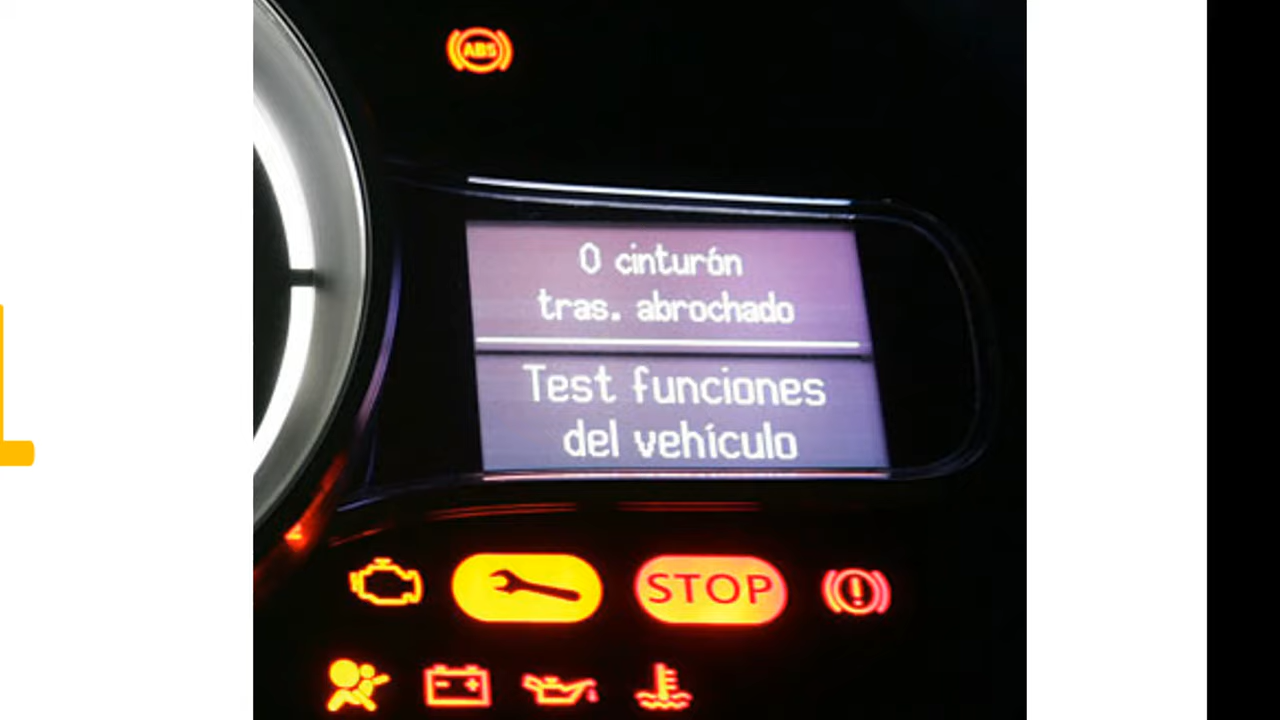 ABS
0 cinturón
tras. abrochado
Test funciones
del vehículo
STOP